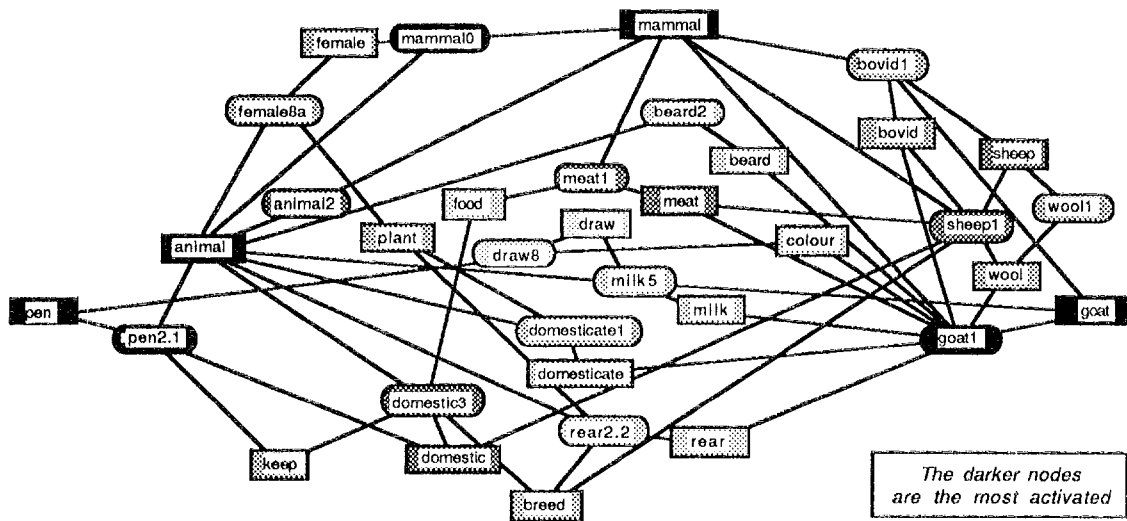 mammal
female
mammal0
bovid1
female8a
beard2
bovid
beard
sheep
meat1
animal2
food
meat
wool1
draw
sheep1
plant
colour
animal
draw8
wool
milk5
pen
milk
goat
pen2.1
domesticate1
goat1
domesticate
domestic3
rear2.2
rear
keep
domestic
breed
The darker nodes
are the most activated